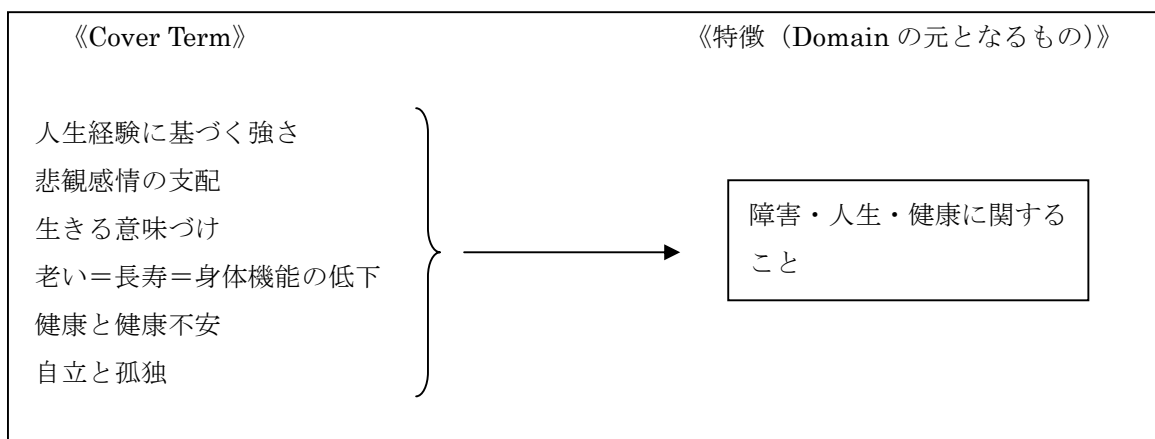 《Cover Term》
《特徴（Domain の元となるもの）》
人生経験に基づく強さ
悲観感情の支配
生きる意味づけ
老い＝長寿＝身体機能の低下
健康と健康不安
自立と孤独
障害・人生・健康に関する
こと